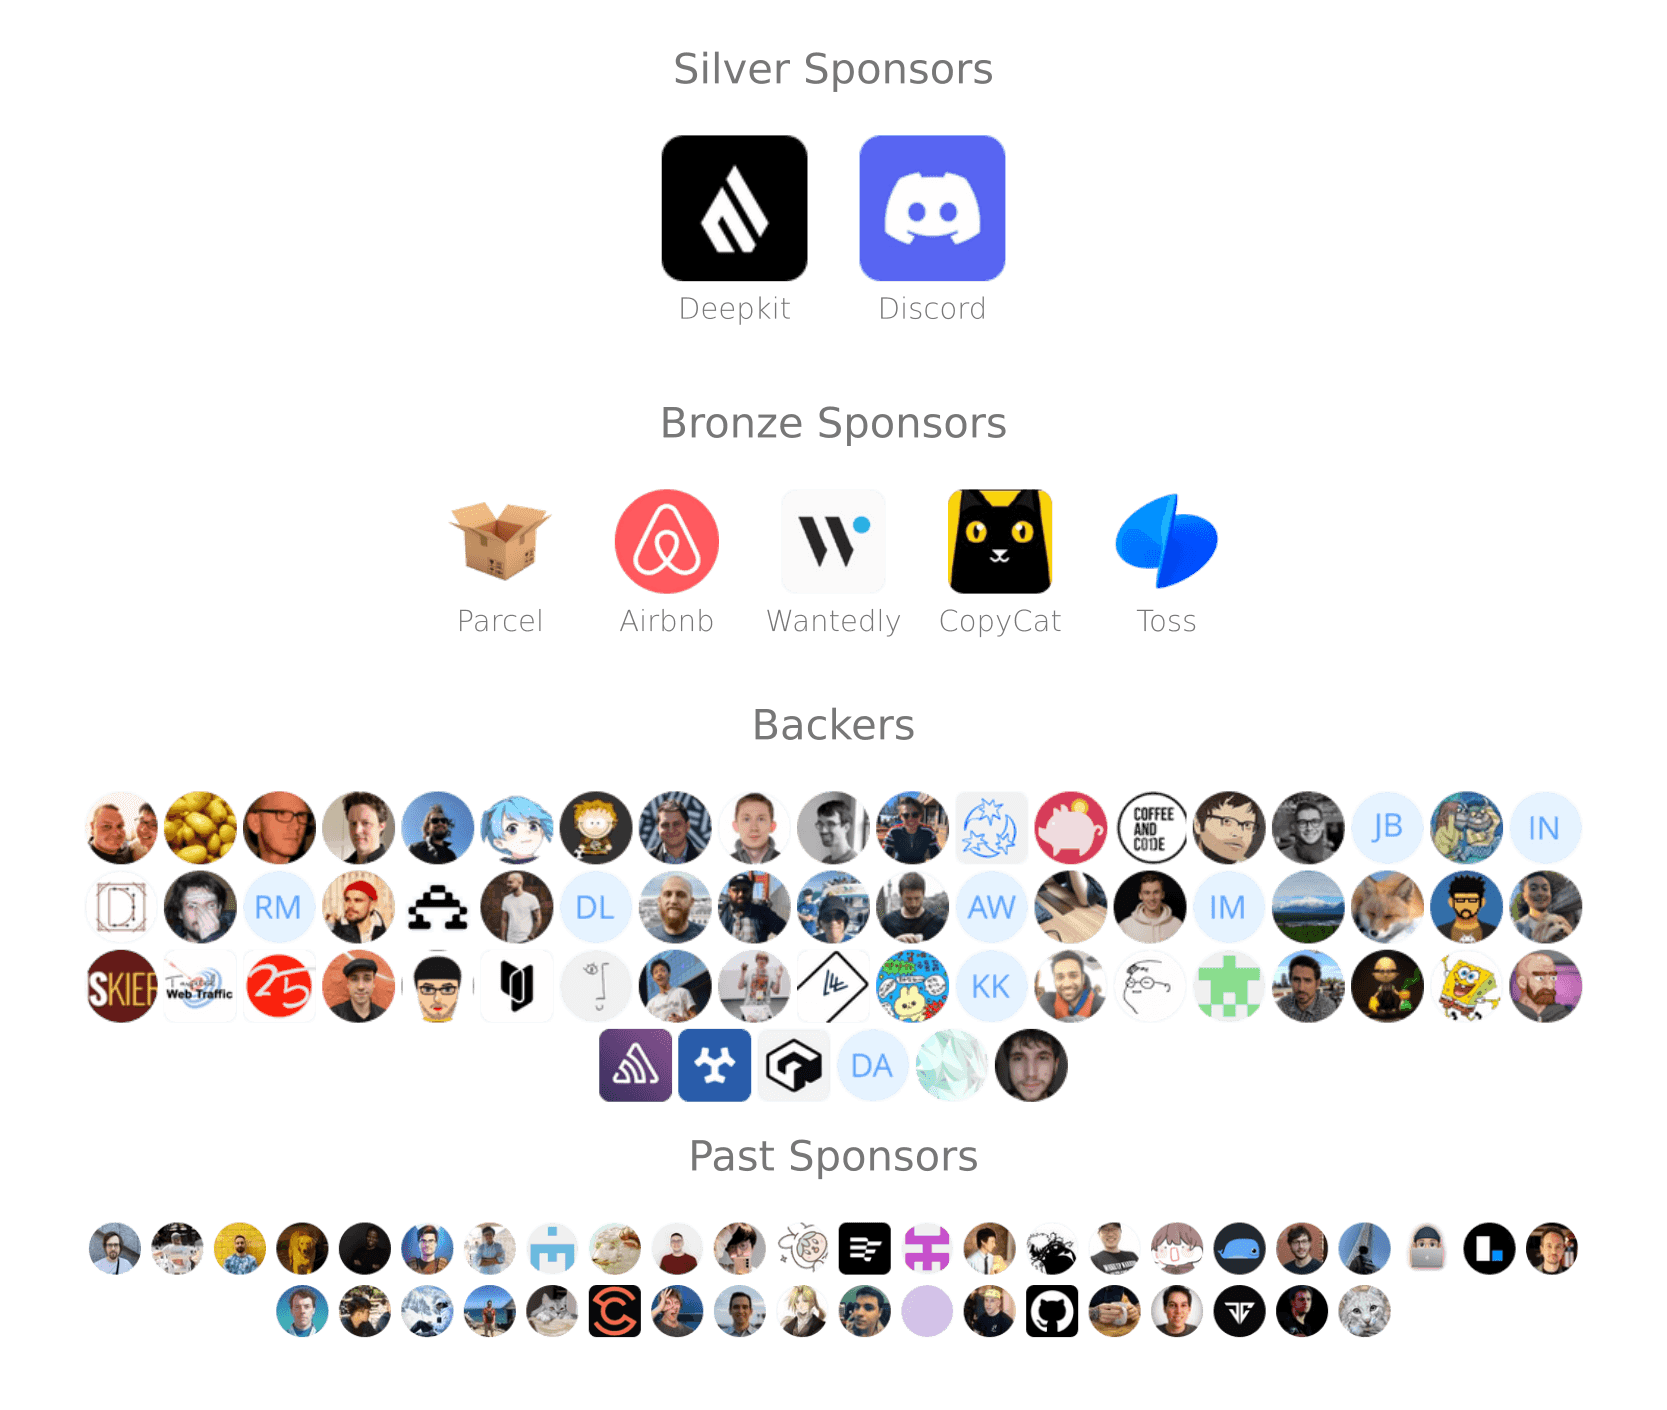 Silver Sponsors
Deepkit Discord
Bronze Sponsors
Parcel Airbnb Wantedly CopyCat Toss
Backers
COFFEE
AND
CODE
JB
IN
RM
DL
AW
IM
SKIEF
Web Traffic
25
KK
DA
Past Sponsors